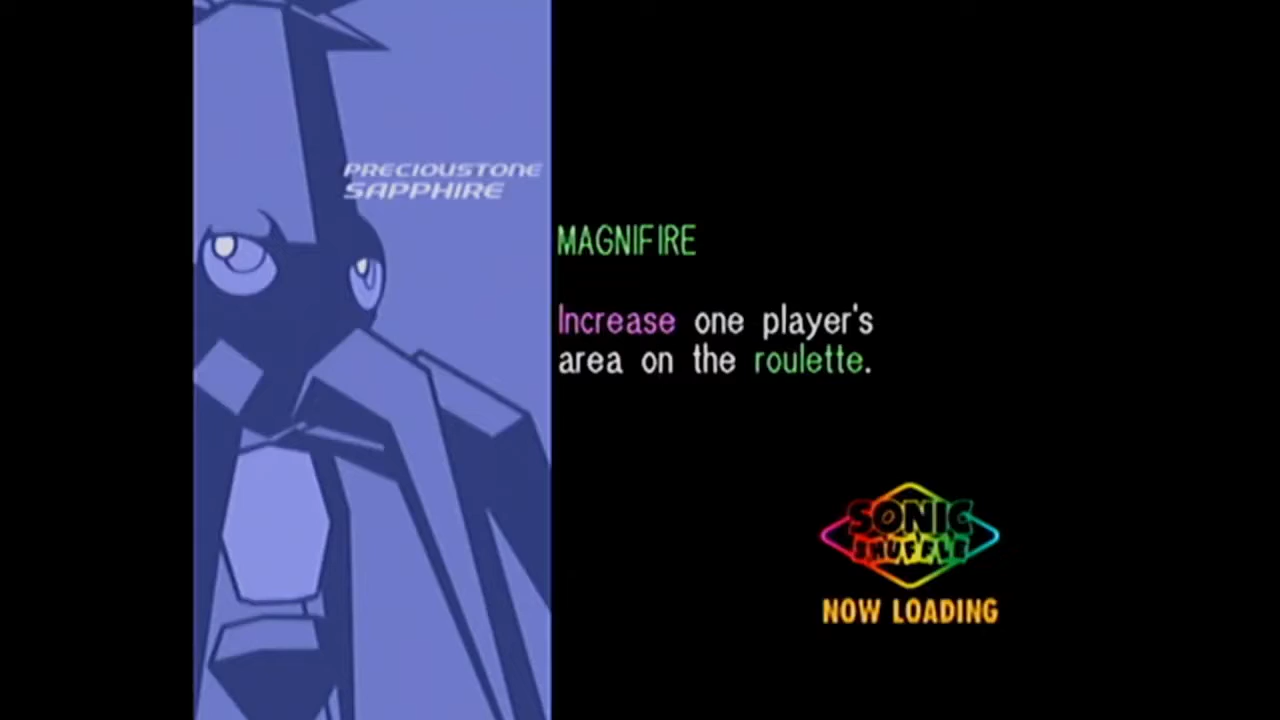 PRECIOUSTONE
SAPPHIRE
MAGNIFIRE
Increase one player's
area on the roulette.
SONIC
SHUFFLE
NOW LOADING